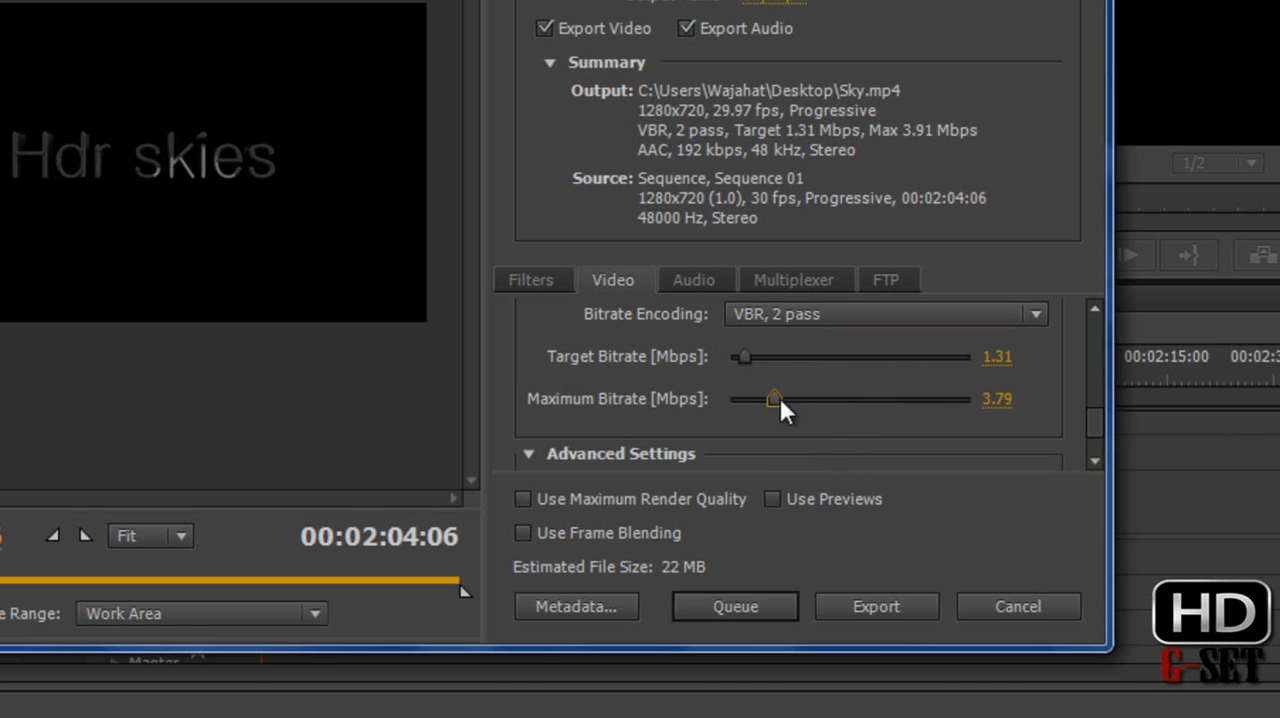 Export Video Export Audio
Summary
Output: C:\Users\Wajahat\Desktop\Sky.mp4
1280x720, 29.97 fps, Progressive
VBR, 2 pass, Target 1.31 Mbps, Max 3.91 Mbps
AAC, 192 kbps, 48 kHz, Stereo
Source: Sequence, Sequence 01
1280x720 (1.0), 30 fps, Progressive, 00:02:04:06
48000 Hz, Stereo
Hdr skies
1/2
Filters Video Audio Multiplexer FTP
Bitrate Encoding: VBR, 2 pass
Target Bitrate [Mbps]: 1.31
Maximum Bitrate [Mbps]: 3.79
00:02:15:00 00:02:3
Advanced Settings
Use Maximum Render Quality Use Previews
Use Frame Blending
Fit 00:02:04:06
Estimated File Size: 22 MB
e Range: Work Area
Metadata... Queue Export Cancel
Master
HD
G-SET